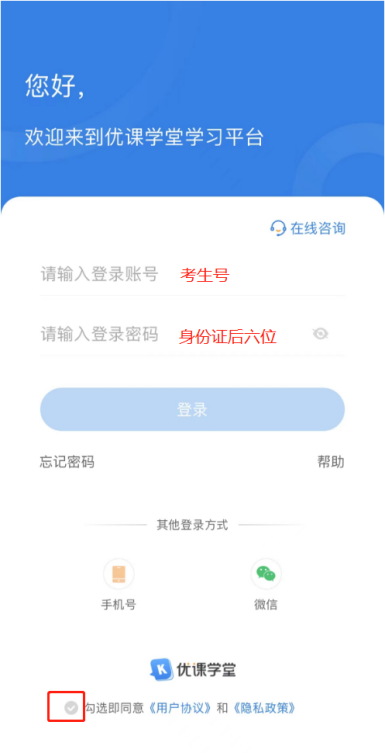 您好,
欢迎来到优课学堂学习平台
在线咨询
请输入登录账号 考生号
请输入登录密码 身份证后六位
登录
忘记密码 帮助
其他登录方式
手机号 微信
K 优课学堂
勾选即同意《用户协议》和《隐私政策》